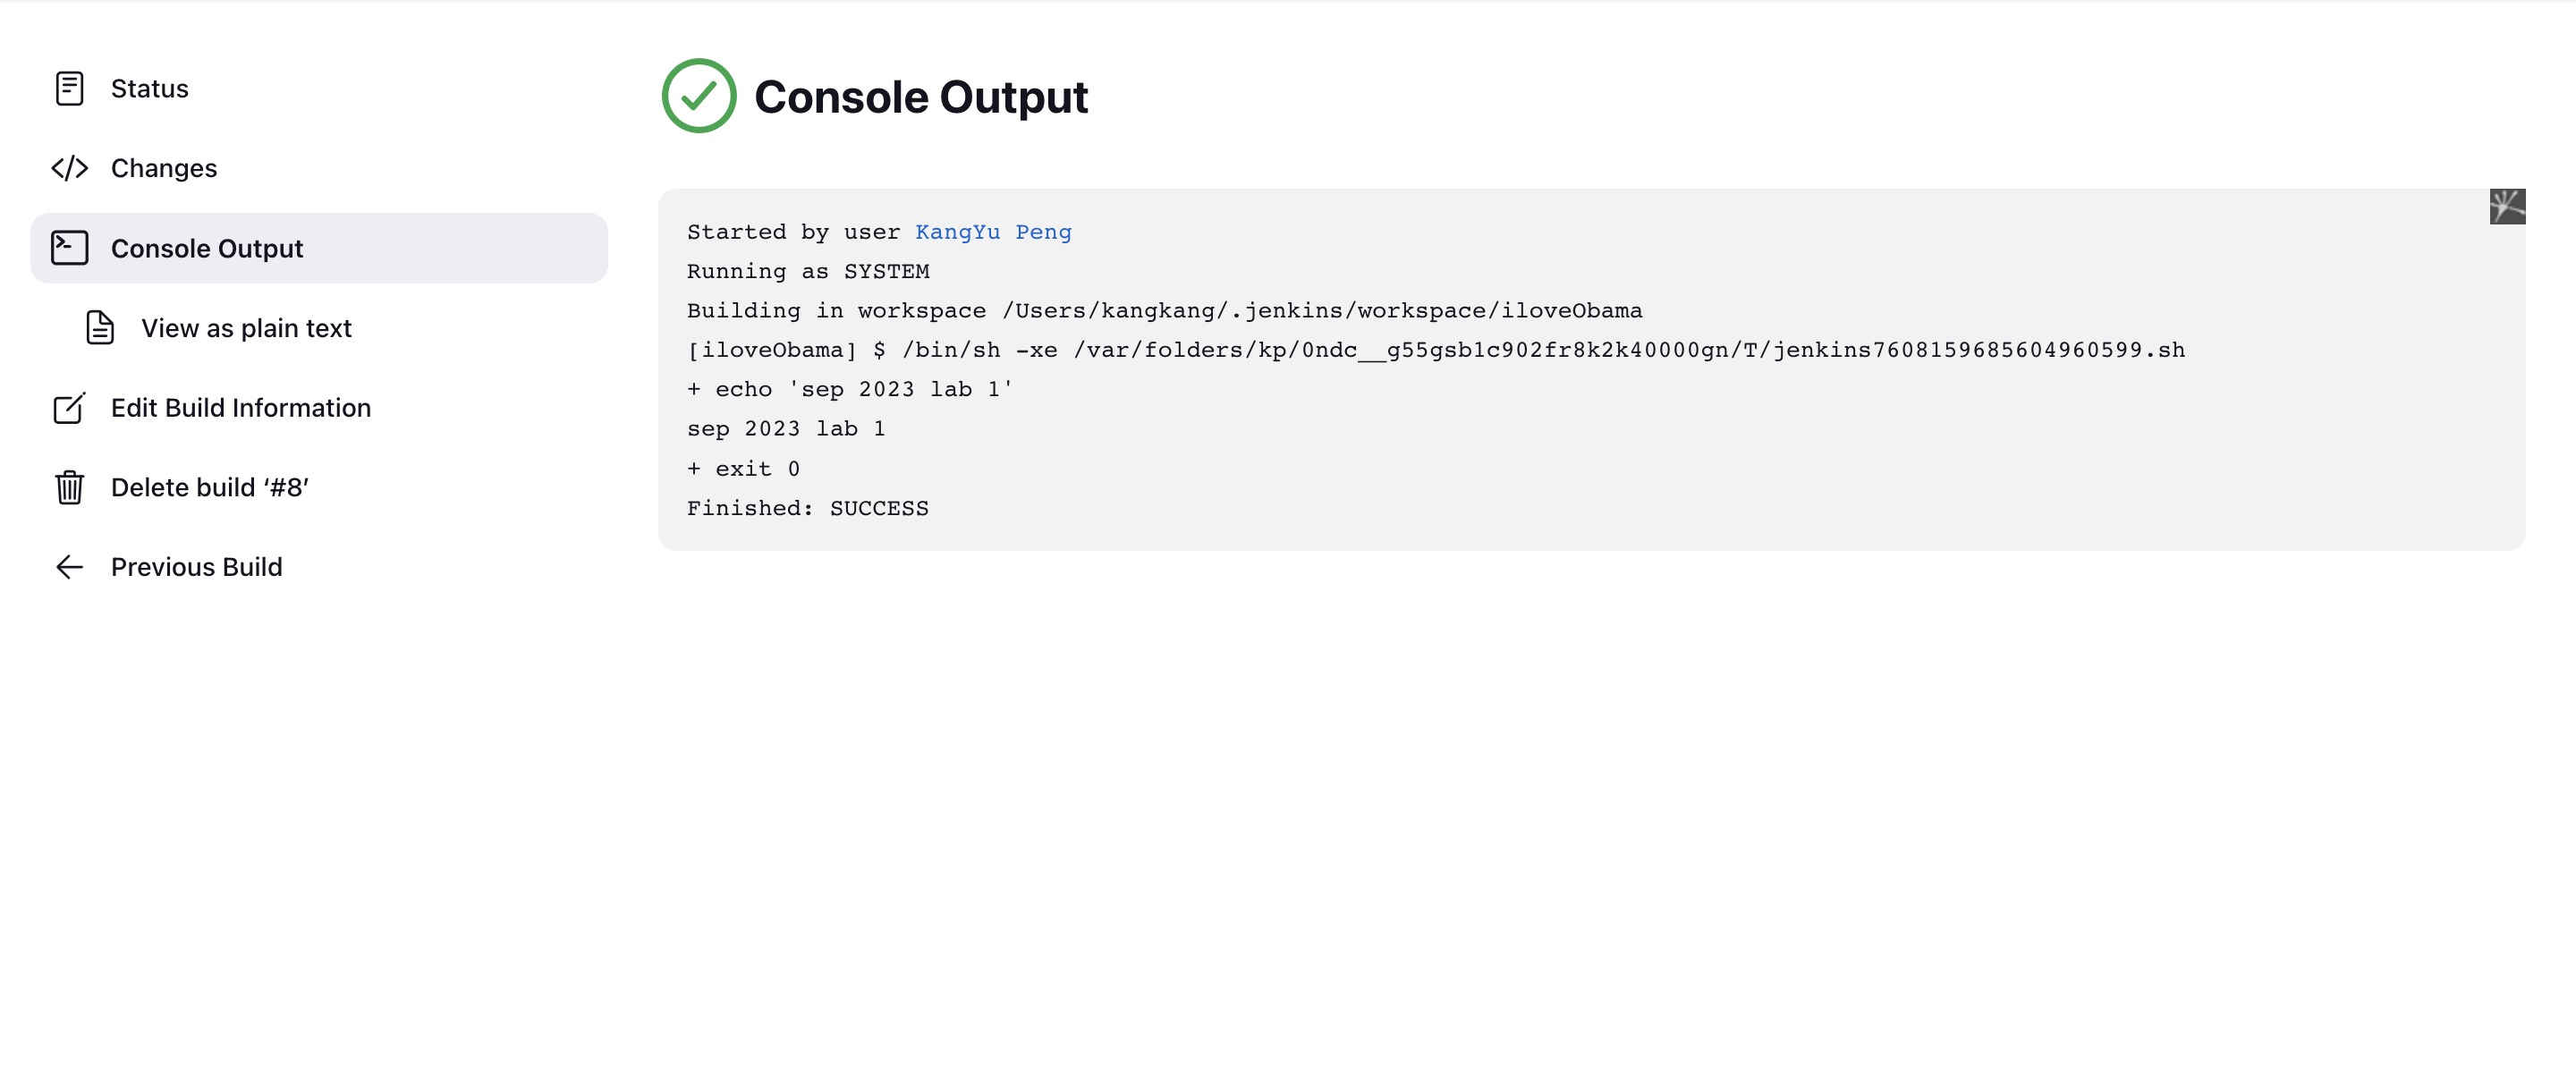 Status
Changes
Console Output
View as plain text
Edit Build Information
Delete build ‘#8’
Previous Build
Console Output
Started by user KangYu Peng
Running as SYSTEM
Building in workspace /Users/kangkang/.jenkins/workspace/iloveObama
[iloveObama] $ /bin/sh -xe /var/folders/kp/0ndc__g55gsb1c902fr8k2k40000gn/T/jenkins7608159685604960599.sh
+ echo 'sep 2023 lab 1'
sep 2023 lab 1
+ exit 0
Finished: SUCCESS